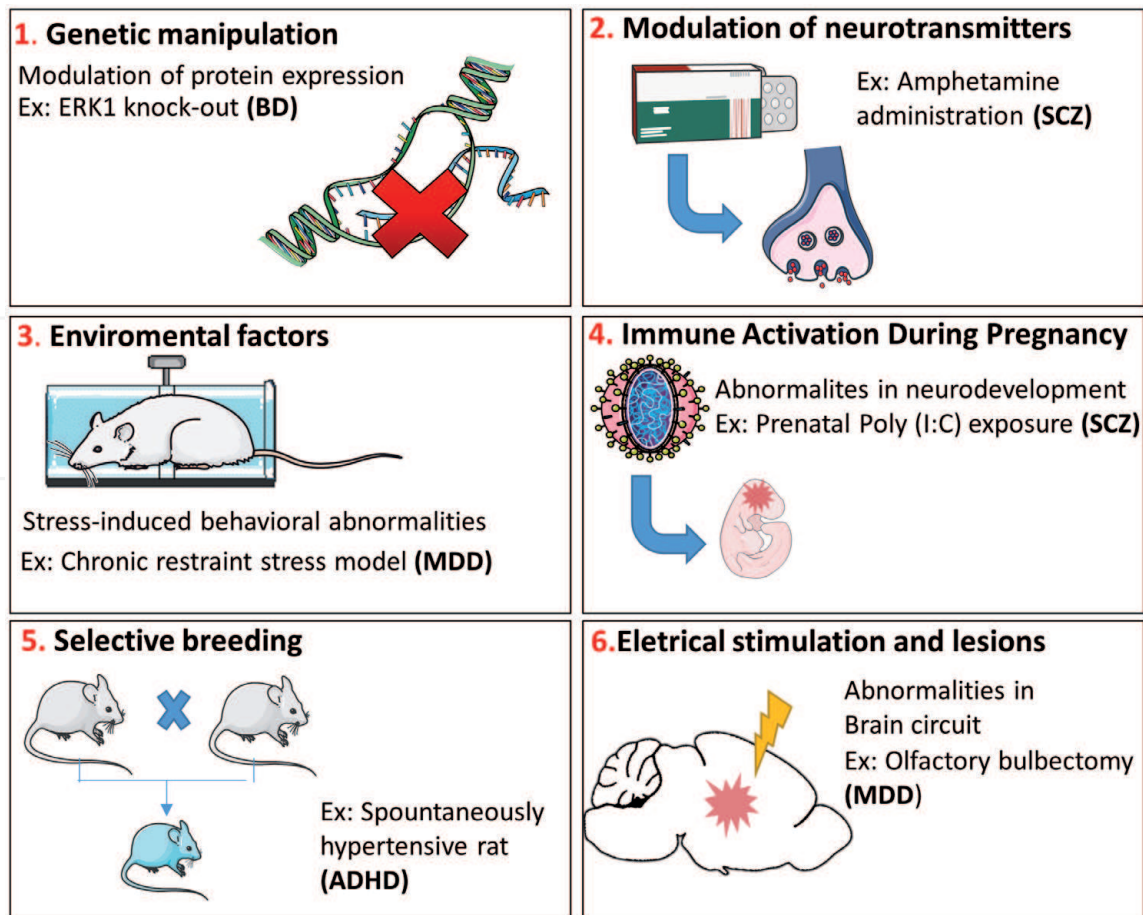 1. Genetic manipulation
Modulation of protein expression
Ex: ERK1 knock-out (BD)
2. Modulation of neurotransmitters
Ex: Amphetamine
administration (SCZ)
3. Enviromental factors
Stress-induced behavioral abnormalities
Ex: Chronic restraint stress model (MDD)
4. Immune Activation During Pregnancy
Abnormalites in neurodevelopment
Ex: Prenatal Poly (I:C) exposure (SCZ)
5. Selective breeding
Ex: Spountaneously
hypertensive rat
(ADHD)
6.Eletrical stimulation and lesions
Abnormalities in
Brain circuit
Ex: Olfactory bulbectomy
(MDD)